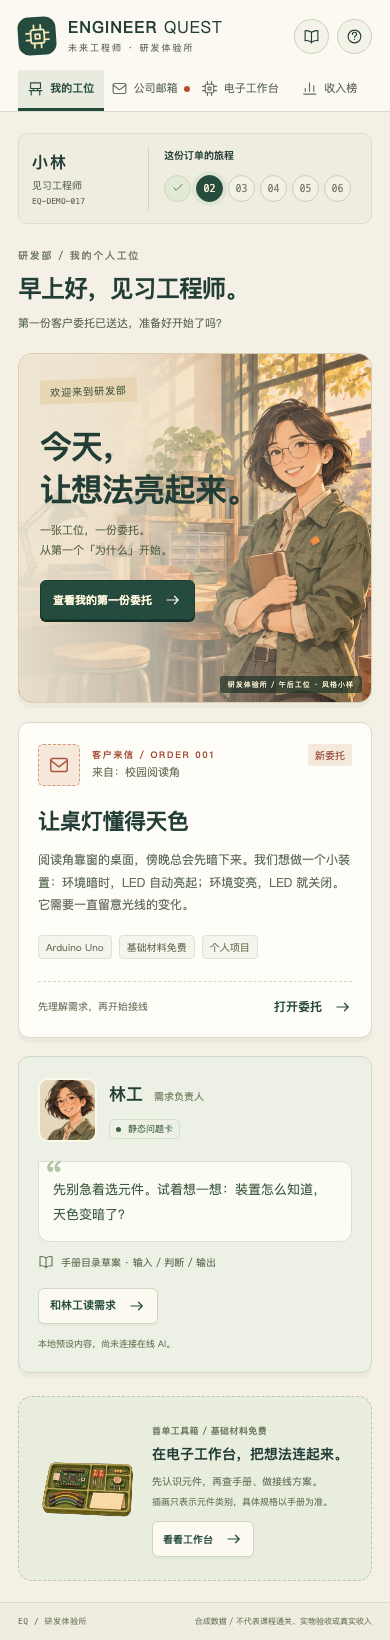 ENGINEER QUEST
未来工程师 · 研发体验所
我的工位
公司邮箱
电子工作台
收入榜
小林
见习工程师
EQ-DEMO-017
这份订单的旅程
02 03 04 05 06
研发部 / 我的个人工位
早上好，见习工程师。
第一份客户委托已送达，准备好开始了吗？
欢迎来到研发部
今天，
让想法亮起来。
一张工位，一份委托。
从第一个「为什么」开始。
查看我的第一份委托 →
研发体验所 / 午后工位 · 风格小样
客户来信 / ORDER 001
来自：校园阅读角
新委托
让桌灯懂得天色
阅读角靠窗的桌面，傍晚总会先暗下来。我们想做一个小装
置：环境暗时，LED 自动亮起；环境变亮，LED 就关闭。
它需要一直留意光线的变化。
Arduino Uno
基础材料免费
个人项目
先理解需求，再开始接线
打开委托 →
林工 需求负责人
静态问题卡
“
先别急着选元件。试着想一想：装置怎么知道，
天色变暗了？
手册目录草案 · 输入 / 判断 / 输出
和林工读需求 →
本地预设内容，尚未连接在线 AI。
首单工具箱 / 基础材料免费
在电子工作台，把想法连起来。
先认识元件，再查手册、做接线方案。
插画只表示元件类别，具体规格以手册为准。
看看工作台 →
EQ / 研发体验所
合成数据 / 不代表课程通关、实物验收或真实收入